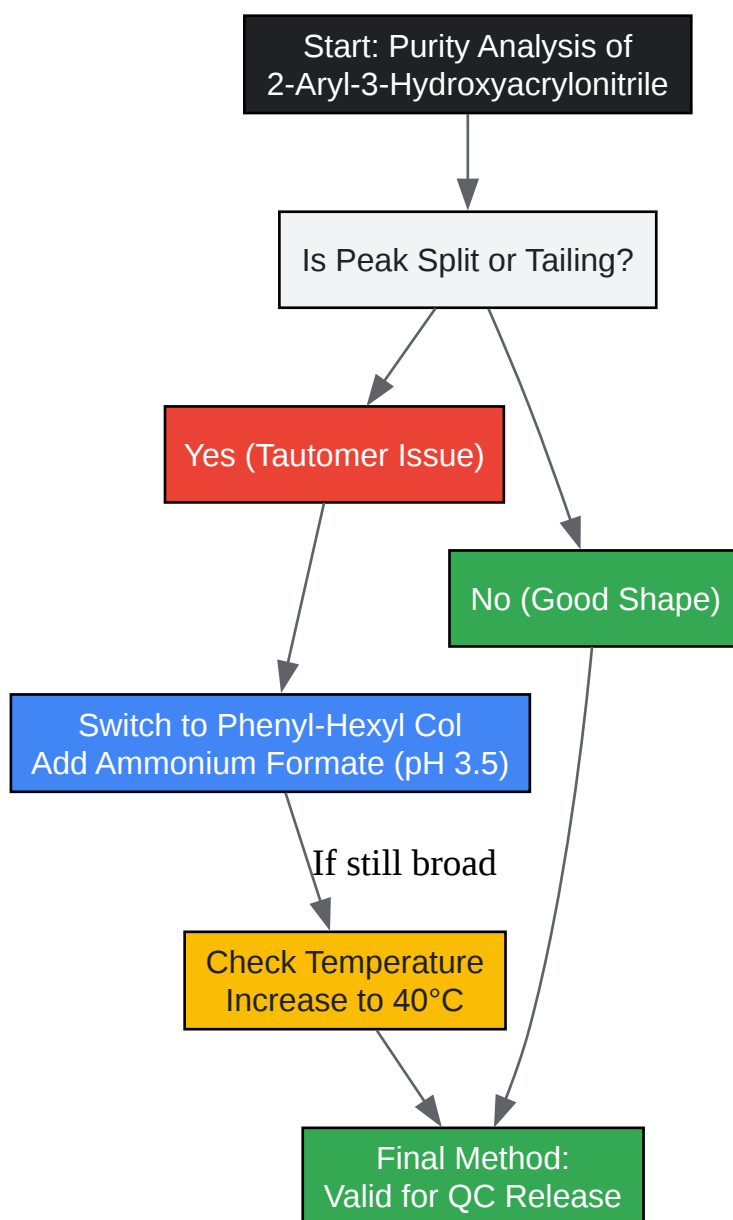 Start: Purity Analysis of
2-Aryl-3-Hydroxyacrylonitrile
Is Peak Split or Tailing?
Yes (Tautomer Issue)
No (Good Shape)
Switch to Phenyl-Hexyl Col
Add Ammonium Formate (pH 3.5)
If still broad
Check Temperature
Increase to 40°C
Final Method:
Valid for QC Release